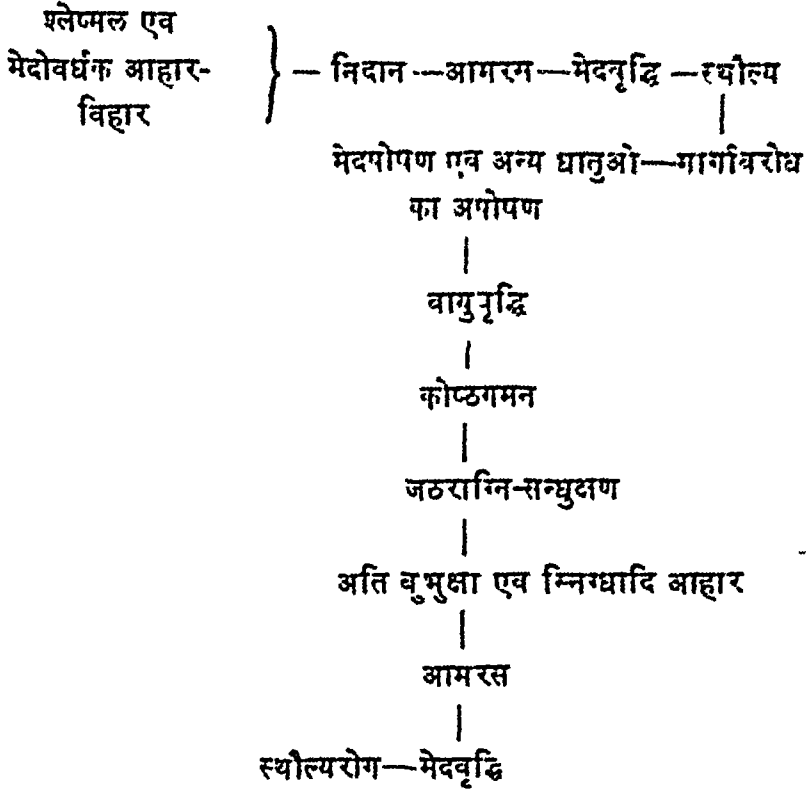 श्लेष्मल एव
मेदोवर्धक आहार-
विहार
} — निदान — आमरस — मेदवृद्धि — स्थौल्य
मेदपोषण एव अन्य धातुओ — मार्गावरोध
का अपोषण
वायुवृद्धि
कोष्ठगमन
जठराग्नि-सन्धुक्षण
अति बुभुक्षा एव स्निग्धादि आहार
आमरस
स्थौल्यरोग — मेदवृद्धि